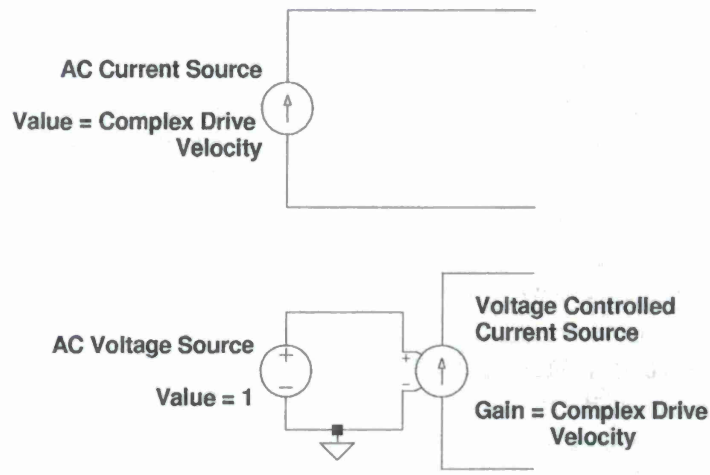 AC Current Source
Value = Complex Drive
Velocity
Voltage Controlled
Current Source
AC Voltage Source
Value = 1
Gain = Complex Drive
Velocity